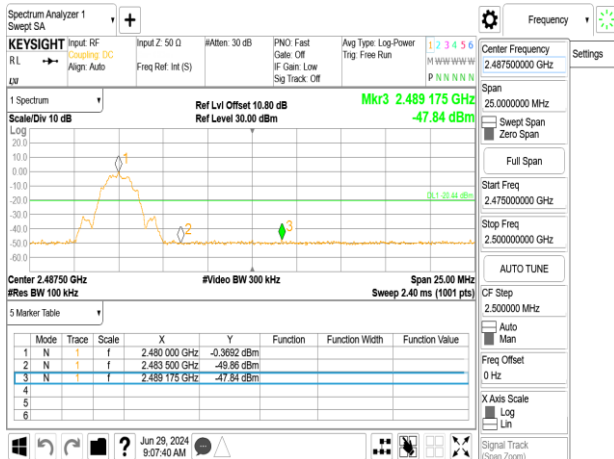 Spectrum Analyzer 1
Swept SA
Frequency
KEYSIGHT
RL
Input: RF
Coupling: DC
Align: Auto
Input Z: 50 Ω
Freq Ref: Int (S)
#Atten: 30 dB
PNO: Fast
Gate: Off
IF Gain: Low
Sig Track: Off
Avg Type: Log-Power
Trig: Free Run
1 2 3 4 5 6
M W W W W W
P N N N N N
LXI
1 Spectrum
Scale/Div 10 dB
Ref Lvl Offset 10.80 dB
Ref Level 30.00 dBm
Mkr3 2.489 175 GHz
-47.84 dBm
Log
20.0
10.0
0.00
-10.0
-20.0
-30.0
-40.0
-50.0
-60.0
1
2
3
DL1 -20.44 dBm
Center 2.48750 GHz
#Video BW 300 kHz
Span 25.00 MHz
#Res BW 100 kHz
Sweep 2.40 ms (1001 pts)
5 Marker Table
Mode Trace Scale X Y Function Function Width Function Value
1 N 1 f 2.480 000 GHz -0.3692 dBm
2 N 1 f 2.483 500 GHz -49.86 dBm
3 N 1 f 2.489 175 GHz -47.84 dBm
4
5
6
Jun 29, 2024
9:07:40 AM
Settings
Center Frequency
2.487500000 GHz
Span
25.0000000 MHz
Swept Span
Zero Span
Full Span
Start Freq
2.475000000 GHz
Stop Freq
2.500000000 GHz
AUTO TUNE
CF Step
2.500000 MHz
Auto
Man
Freq Offset
0 Hz
X Axis Scale
Log
Lin
Signal Track
(Span Zoom)